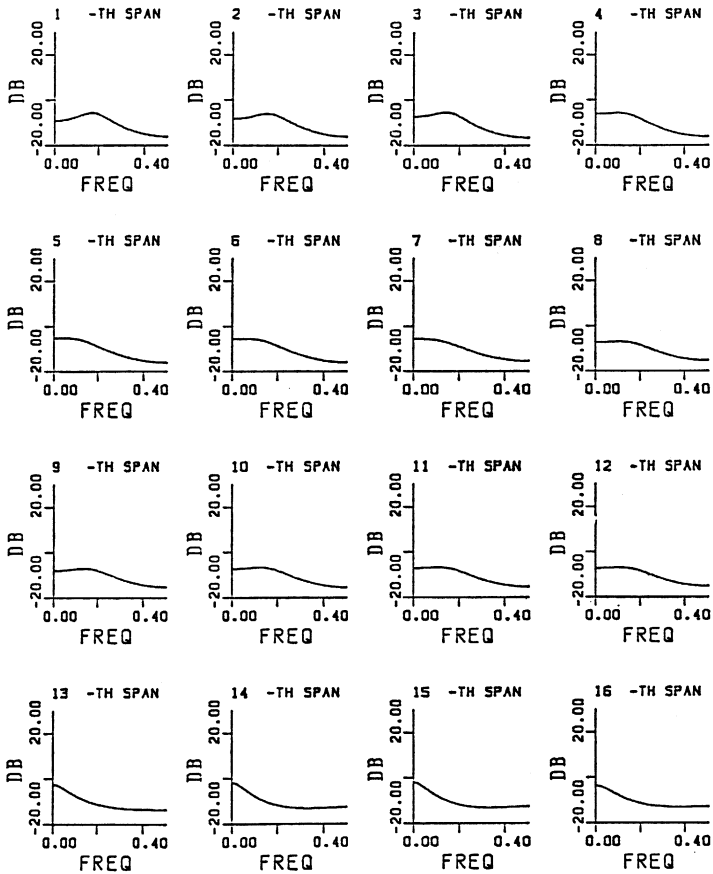 1 -TH SPAN
20.00
DB
-20.00
0.00 0.40
FREQ
2 -TH SPAN
20.00
DB
-20.00
0.00 0.40
FREQ
3 -TH SPAN
20.00
DB
-20.00
0.00 0.40
FREQ
4 -TH SPAN
20.00
DB
-20.00
0.00 0.40
FREQ
5 -TH SPAN
20.00
DB
-20.00
0.00 0.40
FREQ
6 -TH SPAN
20.00
DB
-20.00
0.00 0.40
FREQ
7 -TH SPAN
20.00
DB
-20.00
0.00 0.40
FREQ
8 -TH SPAN
20.00
DB
-20.00
0.00 0.40
FREQ
9 -TH SPAN
20.00
DB
-20.00
0.00 0.40
FREQ
10 -TH SPAN
20.00
DB
-20.00
0.00 0.40
FREQ
11 -TH SPAN
20.00
DB
-20.00
0.00 0.40
FREQ
12 -TH SPAN
20.00
DB
-20.00
0.00 0.40
FREQ
13 -TH SPAN
20.00
DB
-20.00
0.00 0.40
FREQ
14 -TH SPAN
20.00
DB
-20.00
0.00 0.40
FREQ
15 -TH SPAN
20.00
DB
-20.00
0.00 0.40
FREQ
16 -TH SPAN
20.00
DB
-20.00
0.00 0.40
FREQ